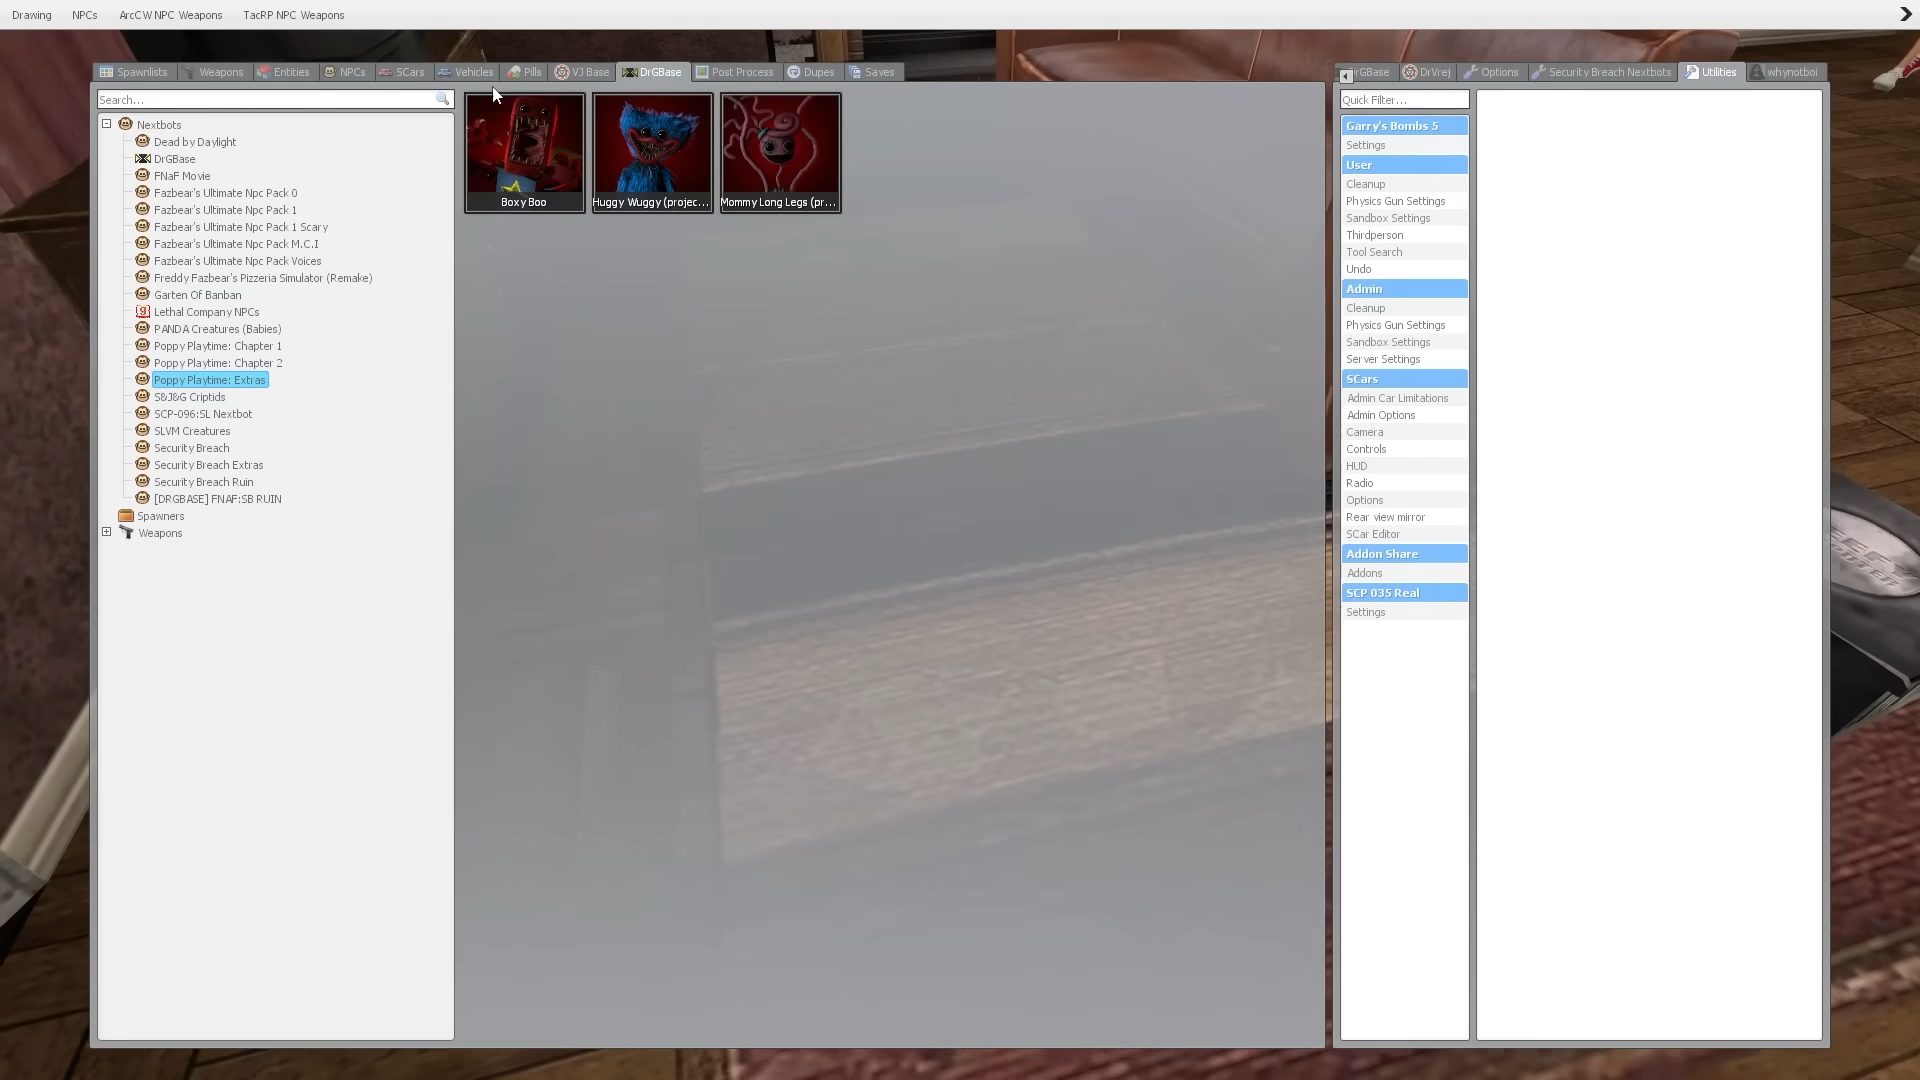 Drawing NPCs ArcCW NPC Weapons TacRP NPC Weapons
Spawnlists Weapons Entities NPCs SCars Vehicles Pills VJ Base DrGBase Post Process Dupes Saves
Search...
Nextbots
Dead by Daylight
DrGBase
FNaF Movie
Fazbear's Ultimate Npc Pack 0
Fazbear's Ultimate Npc Pack 1
Fazbear's Ultimate Npc Pack 1 Scary
Fazbear's Ultimate Npc Pack M.C.I
Fazbear's Ultimate Npc Pack Voices
Freddy Fazbear's Pizzeria Simulator (Remake)
Garten Of Banban
Lethal Company NPCs
PANDA Creatures (Babies)
Poppy Playtime: Chapter 1
Poppy Playtime: Chapter 2
Poppy Playtime: Extras
S&J&G Criptids
SCP-096:SL Nextbot
SLVM Creatures
Security Breach
Security Breach Extras
Security Breach Ruin
[DRGBASE] FNAF:SB RUIN
Spawners
Weapons
Boxy Boo
Huggy Wuggy (projec...
Mommy Long Legs (pr...
rGBase DrVrej Options Security Breach Nextbots Utilities whynotboi
Quick Filter...
Garry's Bombs 5
Settings
User
Cleanup
Physics Gun Settings
Sandbox Settings
Thirdperson
Tool Search
Undo
Admin
Cleanup
Physics Gun Settings
Sandbox Settings
Server Settings
SCars
Admin Car Limitations
Admin Options
Camera
Controls
HUD
Radio
Options
Rear view mirror
SCar Editor
Addon Share
Addons
SCP 035 Real
Settings